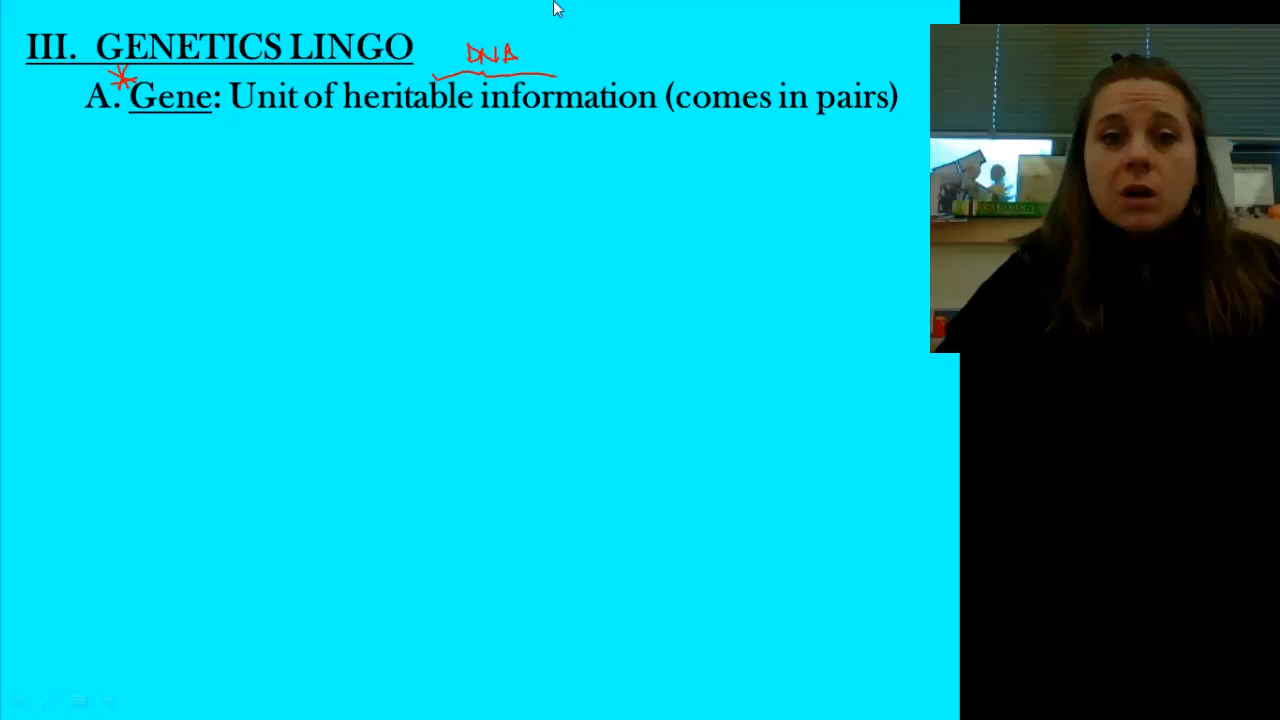 III. GENETICS LINGO
DNA
A. Gene: Unit of heritable information (comes in pairs)